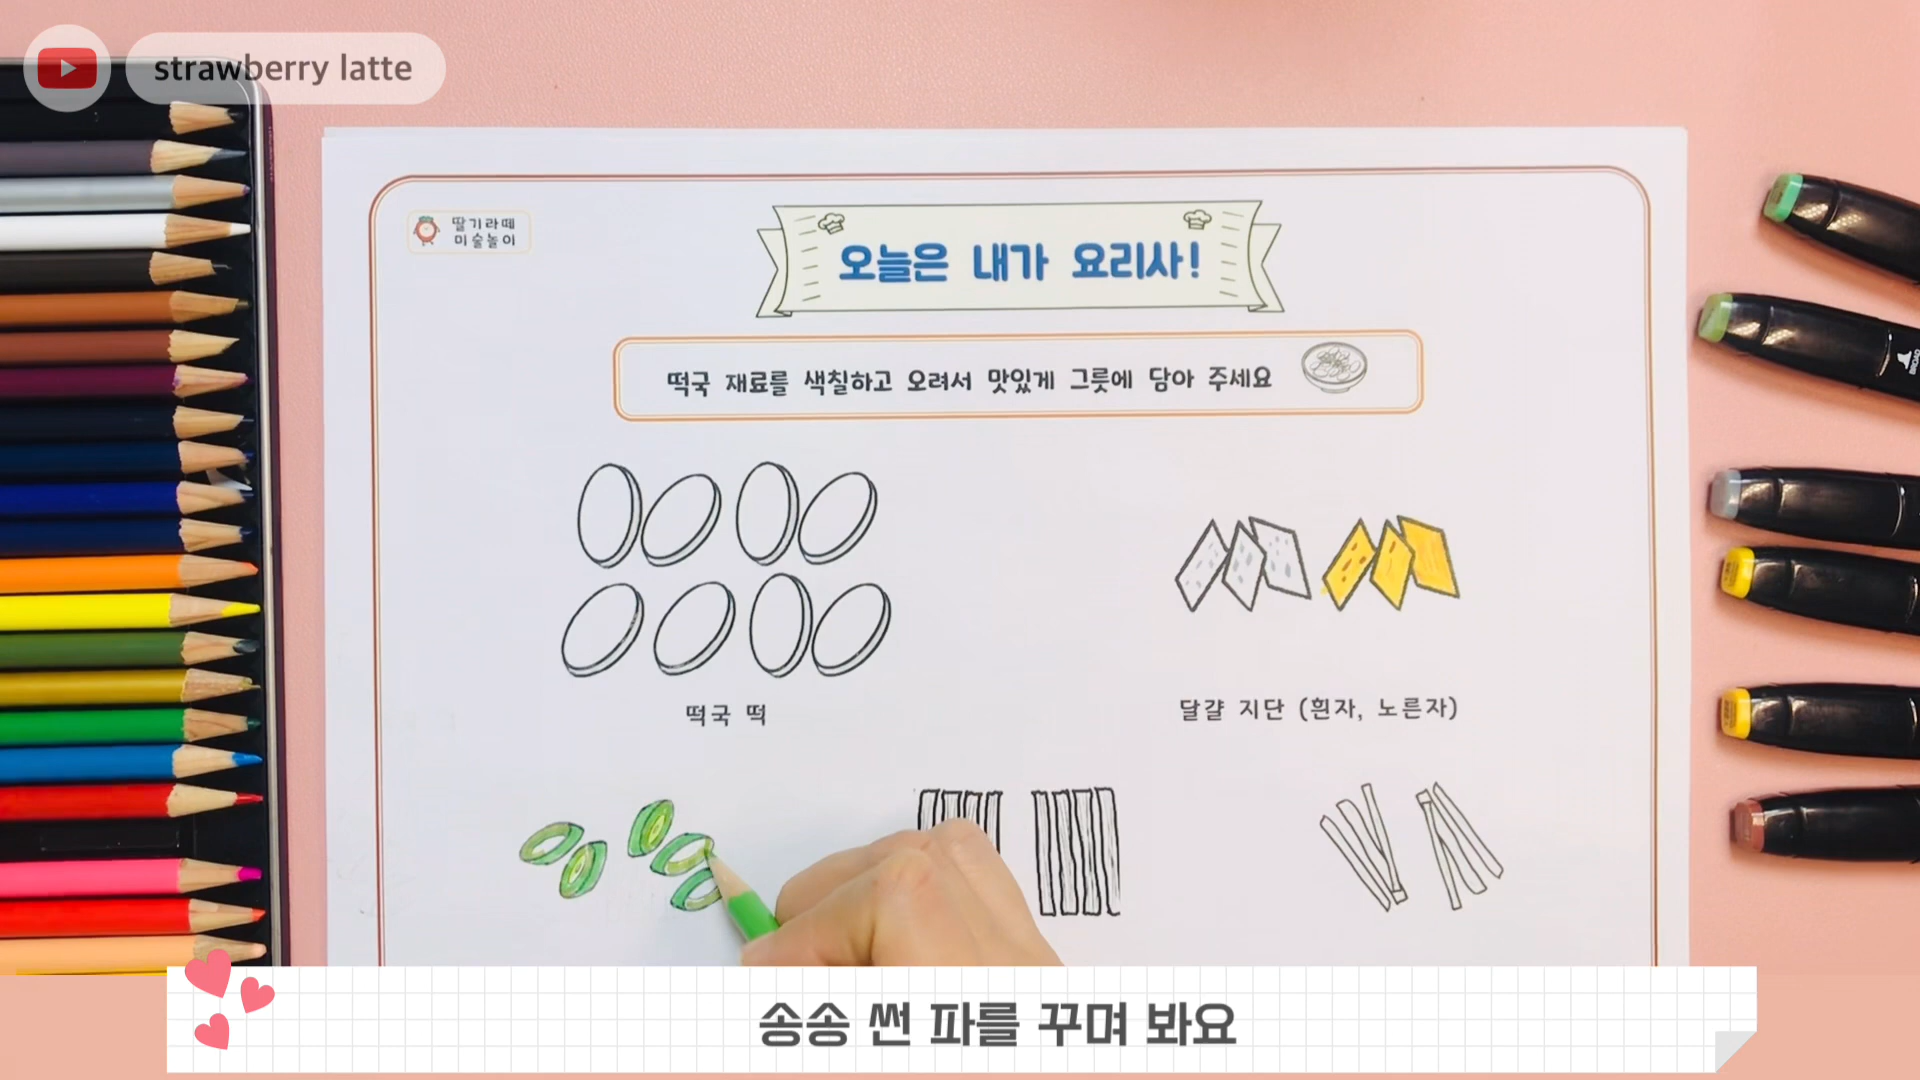 strawberry latte
딸기라떼
미술놀이
오늘은 내가 요리사!
떡국 재료를 색칠하고 오려서 맛있게 그릇에 담아 주세요
떡국 떡
달걀 지단 (흰자, 노른자)
송송 썬 파를 꾸며 봐요